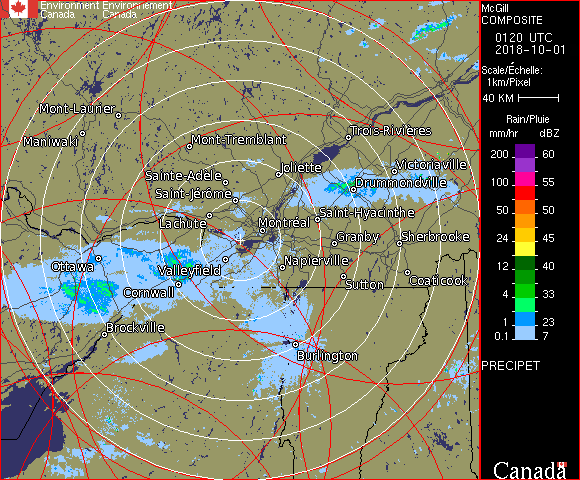 Environment Environnement
Canada Canada
McGill
COMPOSITE
0120 UTC
2018-10-01
Scale/Échelle:
1km/Pixel
40 KM
Rain/Pluie
mm/hr dBZ
200 60
100 55
50 50
24 45
12 40
4 33
1 23
0.1 7
PRECIPET
Canada
Mont-Laurier
Maniwaki
Mont-Tremblant
Trois-Rivières
Joliette
Victoriaville
Sainte-Adèle
Drummondville
Saint-Jérôme
Lachute
Saint-Hyacinthe
Montréal
Granby
Sherbrooke
Ottawa
Valleyfield
Napierville
Cornwall
Sutton
Coaticook
Brockville
Burlington